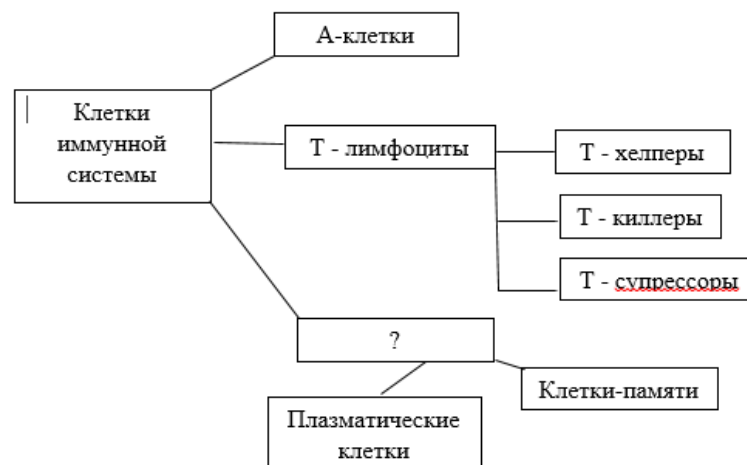 А-клетки
Клетки
иммунной
системы
Т - лимфоциты
Т - хелперы
Т - киллеры
Т - супрессоры
?
Клетки-памяти
Плазматические
клетки